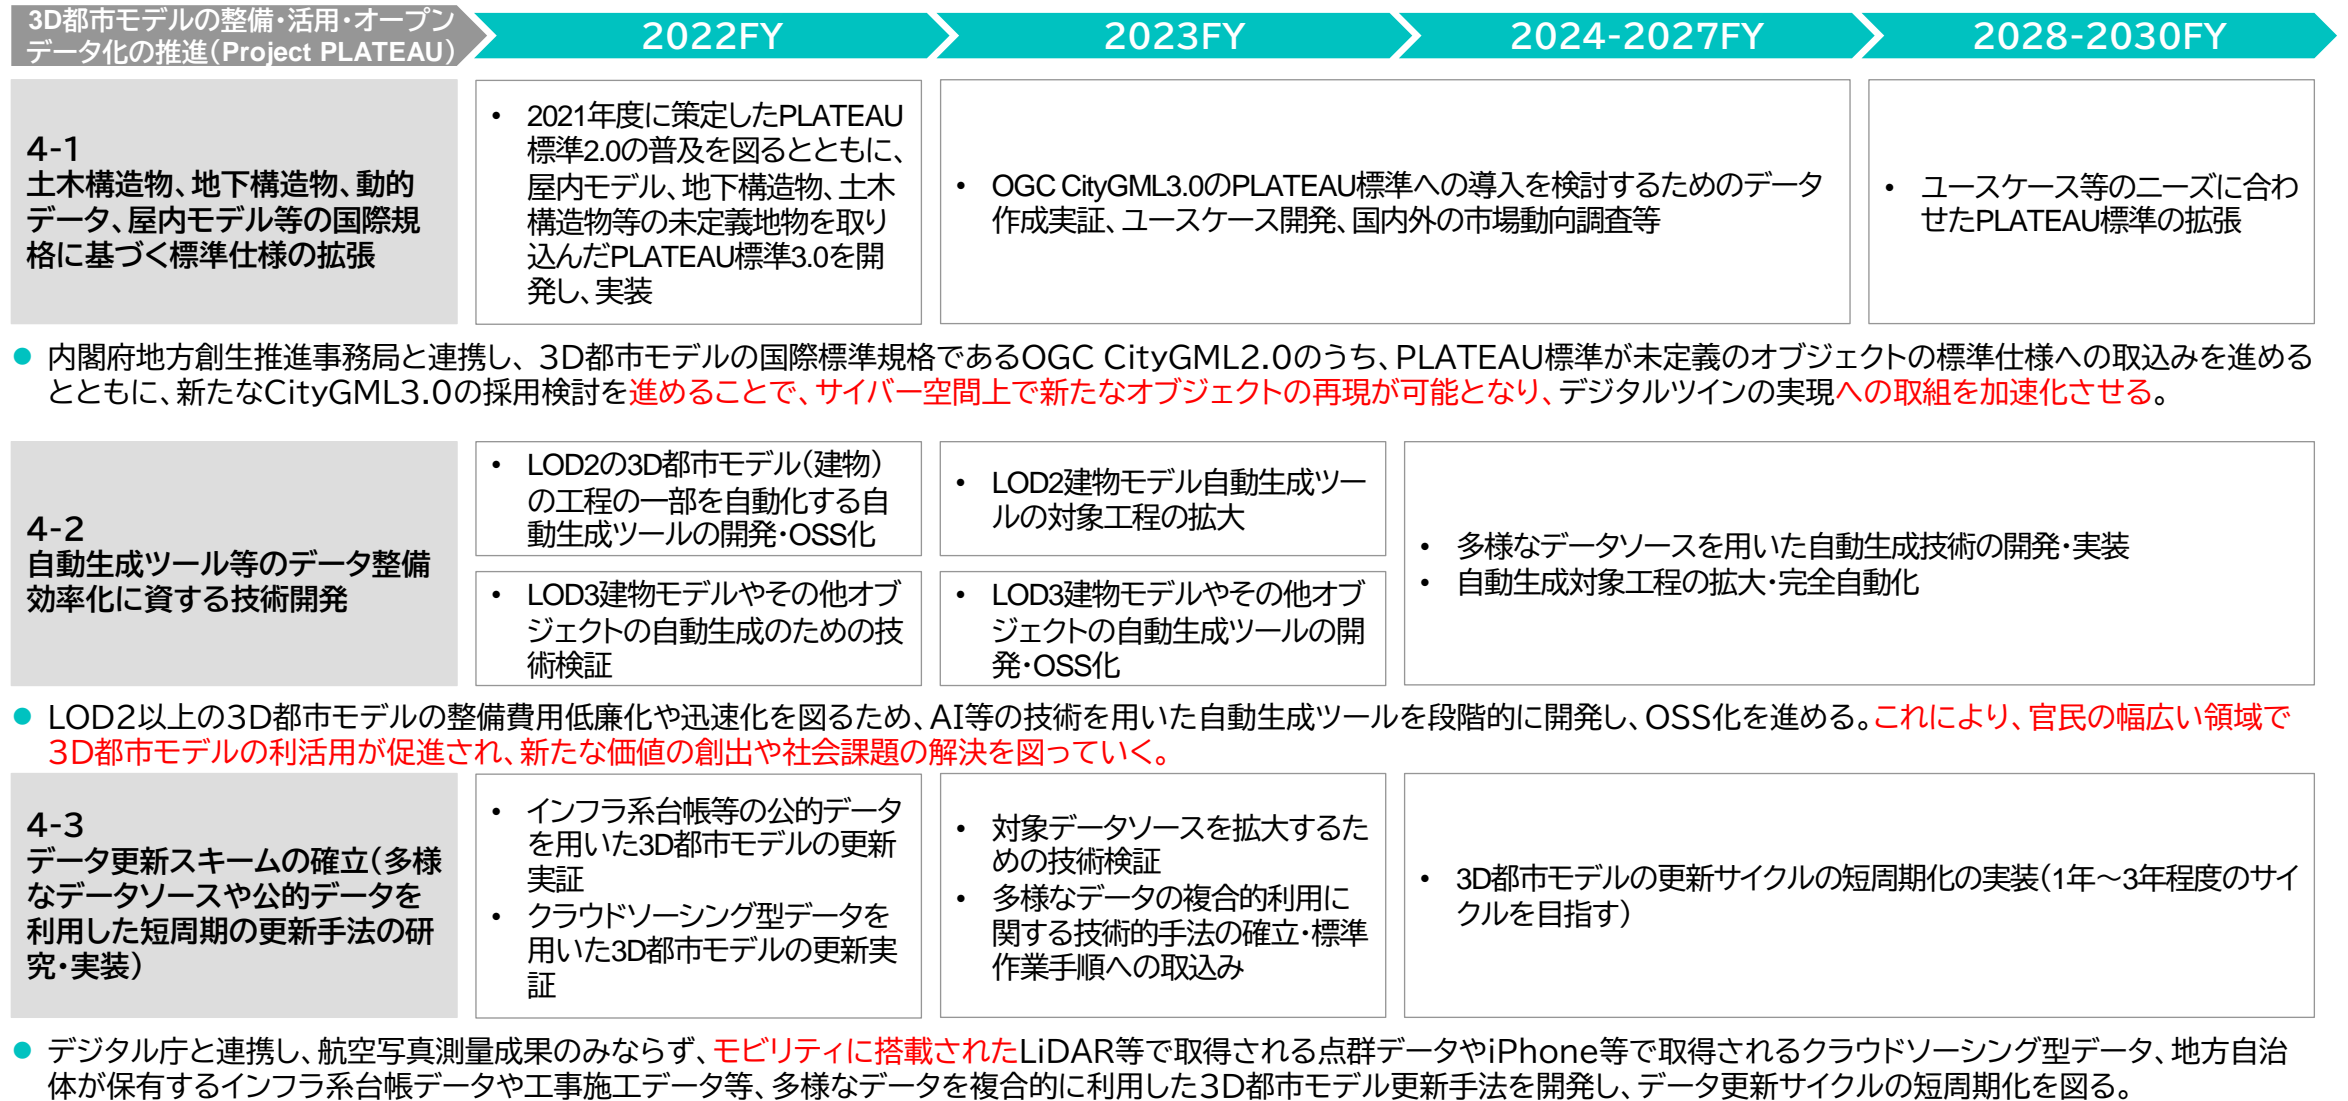 3D都市モデルの整備・活用・オープン
データ化の推進（Project PLATEAU）
2022FY
2023FY
2024-2027FY
2028-2030FY
4-1
土木構造物、地下構造物、動的
データ、屋内モデル等の国際規
格に基づく標準仕様の拡張
• 2021年度に策定したPLATEAU
標準2.0の普及を図るとともに、
屋内モデル、地下構造物、土木
構造物等の未定義地物を取り
込んだPLATEAU標準3.0を開
発し、実装
• OGC CityGML3.0のPLATEAU標準への導入を検討するためのデータ
作成実証、ユースケース開発、国内外の市場動向調査等
• ユースケース等のニーズに合わ
せたPLATEAU標準の拡張
● 内閣府地方創生推進事務局と連携し、3D都市モデルの国際標準規格であるOGC CityGML2.0のうち、PLATEAU標準が未定義のオブジェクトの標準仕様への取込みを進める
とともに、新たなCityGML3.0の採用検討を進めることで、サイバー空間上で新たなオブジェクトの再現が可能となり、デジタルツインの実現への取組を加速化させる。
4-2
自動生成ツール等のデータ整備
効率化に資する技術開発
• LOD2の3D都市モデル（建物）
の工程の一部を自動化する自
動生成ツールの開発・OSS化
• LOD2建物モデル自動生成ツー
ルの対象工程の拡大
• LOD3建物モデルやその他オブ
ジェクトの自動生成のための技
術検証
• LOD3建物モデルやその他オブ
ジェクトの自動生成ツールの開
発・OSS化
• 多様なデータソースを用いた自動生成技術の開発・実装
• 自動生成対象工程の拡大・完全自動化
● LOD2以上の3D都市モデルの整備費用低廉化や迅速化を図るため、AI等の技術を用いた自動生成ツールを段階的に開発し、OSS化を進める。これにより、官民の幅広い領域で
3D都市モデルの利活用が促進され、新たな価値の創出や社会課題の解決を図っていく。
4-3
データ更新スキームの確立（多様
なデータソースや公的データを
利用した短周期の更新手法の研
究・実装）
• インフラ系台帳等の公的データ
を用いた3D都市モデルの更新
実証
• クラウドソーシング型データを
用いた3D都市モデルの更新実
証
• 対象データソースを拡大するた
めの技術検証
• 多様なデータの複合的利用に
関する技術的手法の確立・標準
作業手順への取込み
• 3D都市モデルの更新サイクルの短周期化の実装（1年～3年程度のサイ
クルを目指す）
● デジタル庁と連携し、航空写真測量成果のみならず、モビリティに搭載されたLiDAR等で取得される点群データやiPhone等で取得されるクラウドソーシング型データ、地方自治
体が保有するインフラ系台帳データや工事施工データ等、多様なデータを複合的に利用した3D都市モデル更新手法を開発し、データ更新サイクルの短周期化を図る。